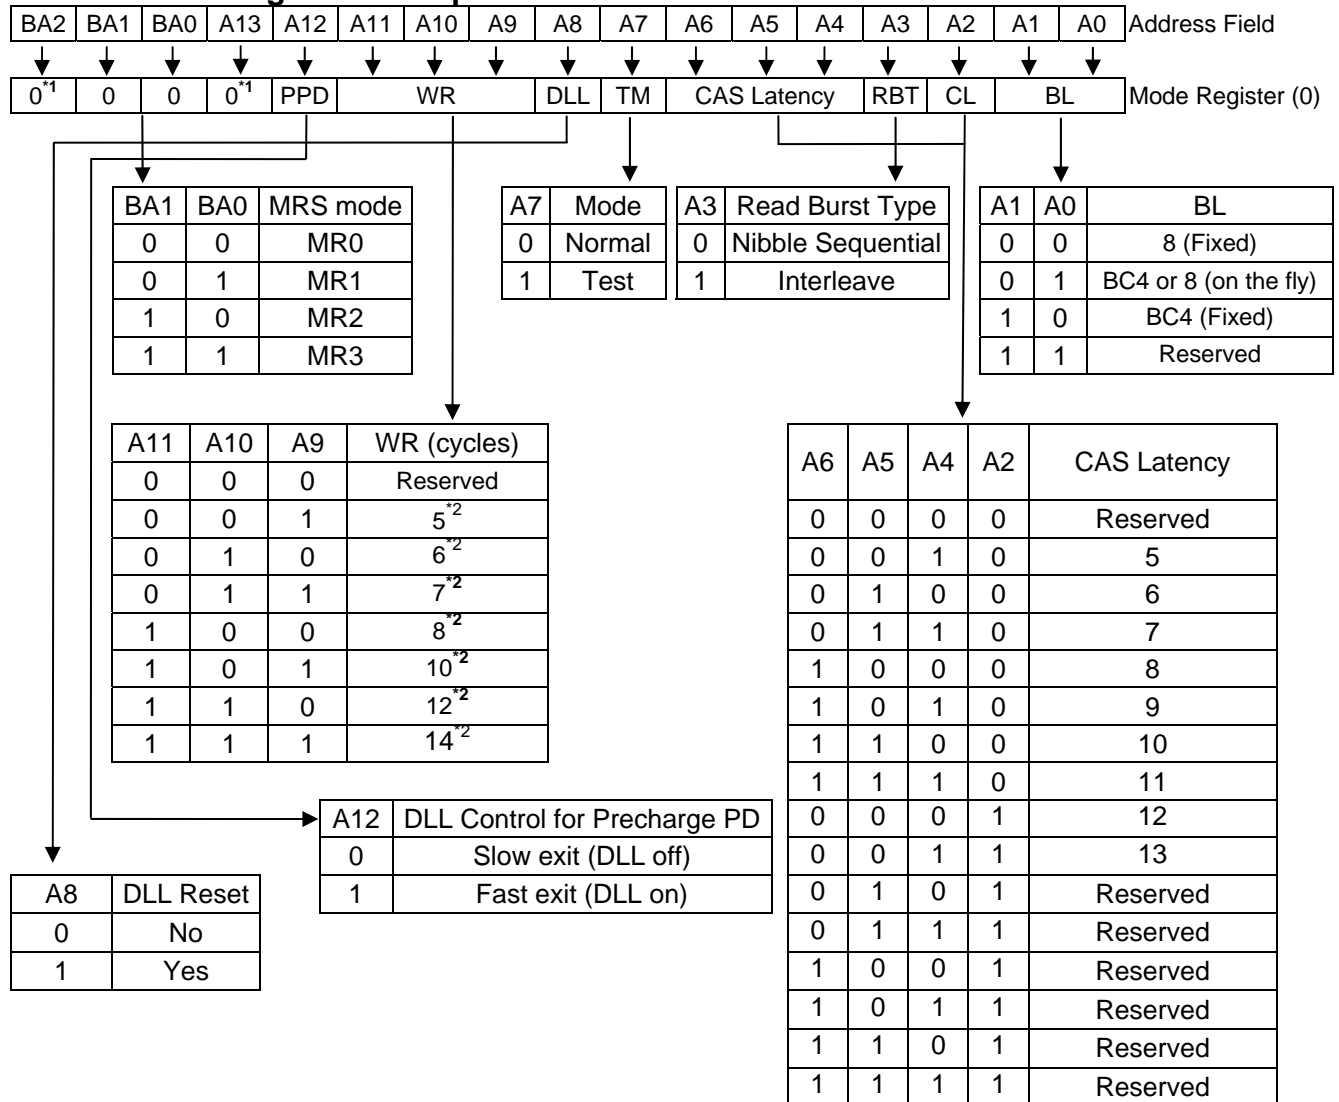 BA2 BA1 BA0 A13 A12 A11 A10 A9 A8 A7 A6 A5 A4 A3 A2 A1 A0 Address Field
0*1 0 0 0*1 PPD WR DLL TM CAS Latency RBT CL BL Mode Register (0)
BA1 BA0 MRS mode
0 0 MR0
0 1 MR1
1 0 MR2
1 1 MR3
A7 Mode
0 Normal
1 Test
A3 Read Burst Type
0 Nibble Sequential
1 Interleave
A1 A0 BL
0 0 8 (Fixed)
0 1 BC4 or 8 (on the fly)
1 0 BC4 (Fixed)
1 1 Reserved
A11 A10 A9 WR (cycles)
0 0 0 Reserved
0 0 1 5*2
0 1 0 6*2
0 1 1 7*2
1 0 0 8*2
1 0 1 10*2
1 1 0 12*2
1 1 1 14*2
A6 A5 A4 A2 CAS Latency
0 0 0 0 Reserved
0 0 1 0 5
0 1 0 0 6
0 1 1 0 7
1 0 0 0 8
1 0 1 0 9
1 1 0 0 10
1 1 1 0 11
0 0 0 1 12
0 0 1 1 13
0 1 0 1 Reserved
0 1 1 1 Reserved
1 0 0 1 Reserved
1 0 1 1 Reserved
1 1 0 1 Reserved
1 1 1 1 Reserved
A12 DLL Control for Precharge PD
0 Slow exit (DLL off)
1 Fast exit (DLL on)
A8 DLL Reset
0 No
1 Yes